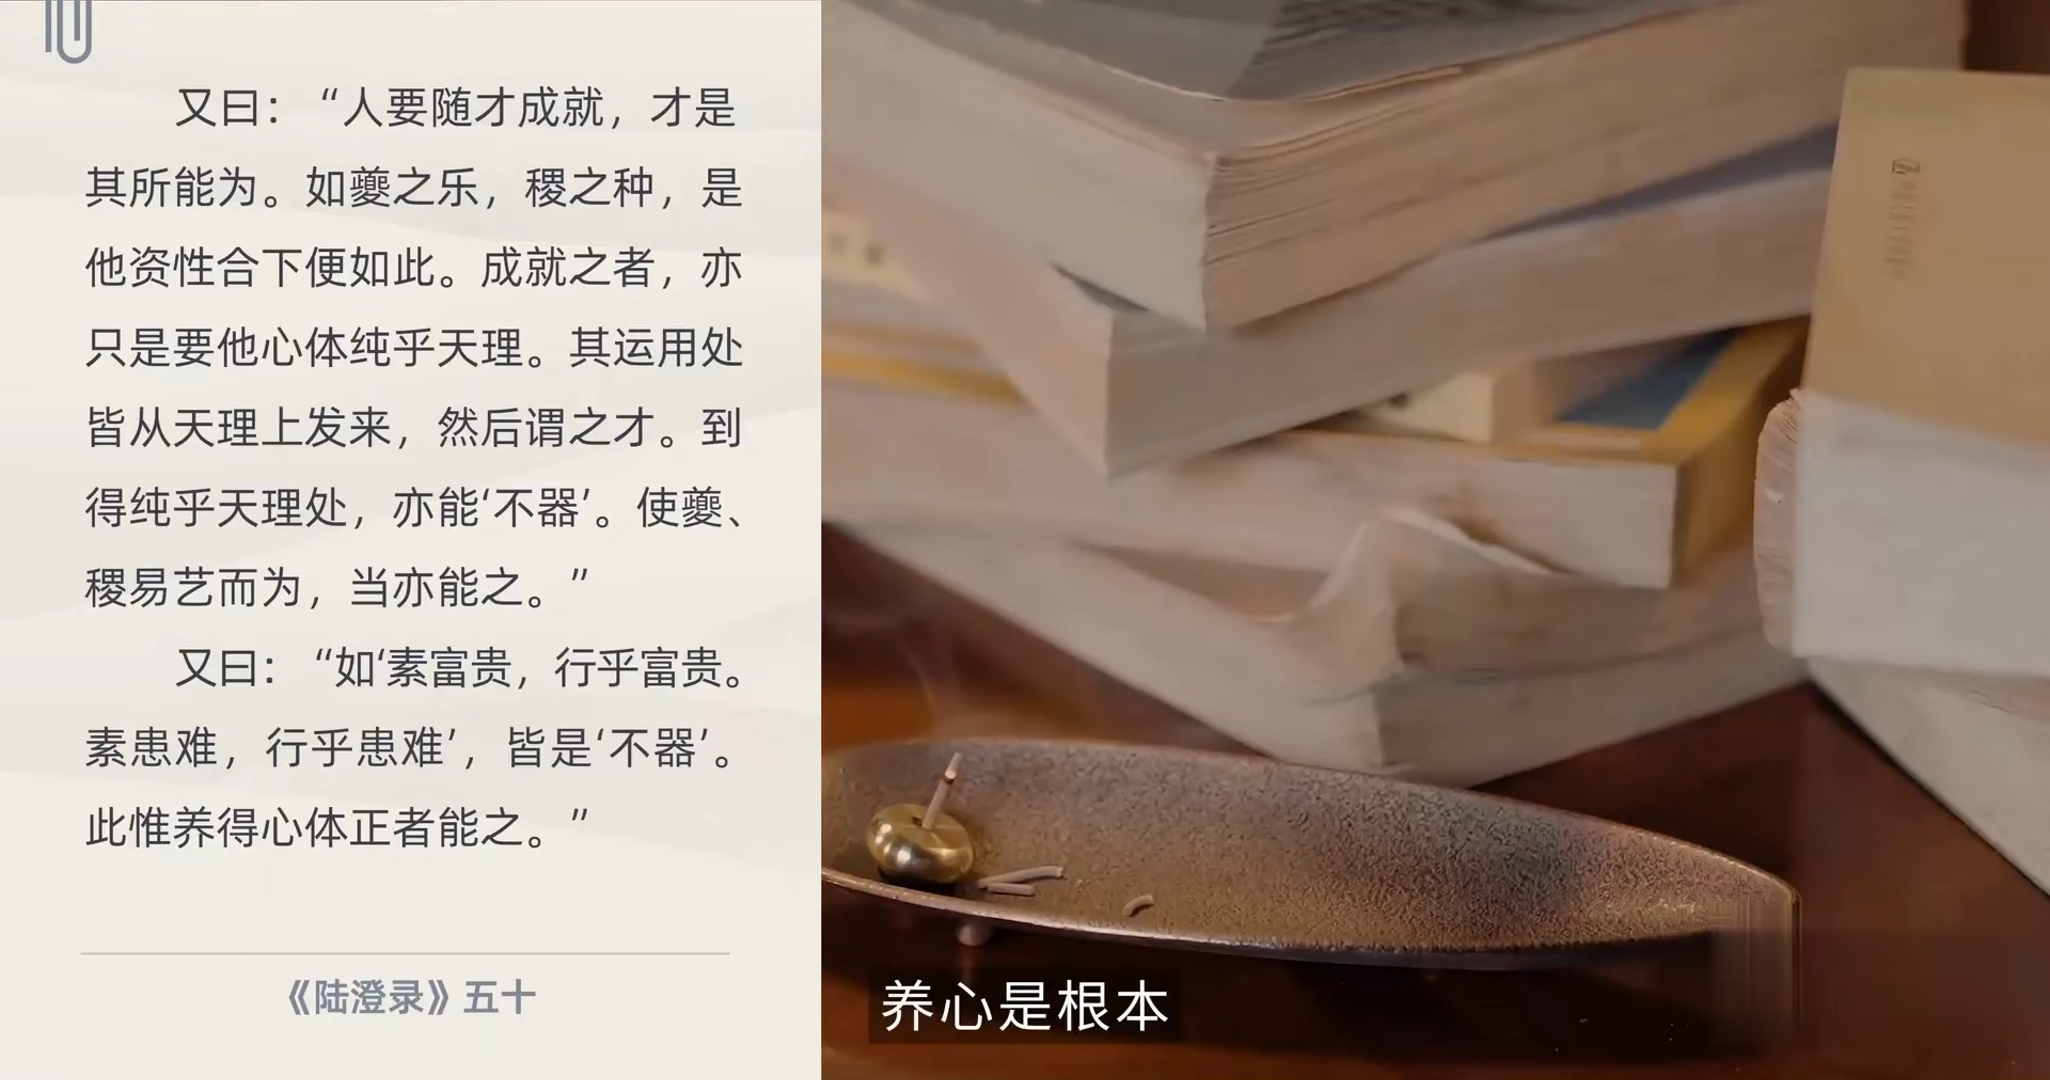 又曰：“人要随才成就，才是
其所能为。如夔之乐，稷之种，是
他资性合下便如此。成就之者，亦
只是要他心体纯乎天理。其运用处
皆从天理上发来，然后谓之才。到
得纯乎天理处，亦能‘不器’。使夔、
稷易艺而为，当亦能之。”
又曰：“如‘素富贵，行乎富贵。
素患难，行乎患难’，皆是‘不器’。
此惟养得心体正者能之。”
《陆澄录》五十
养心是根本